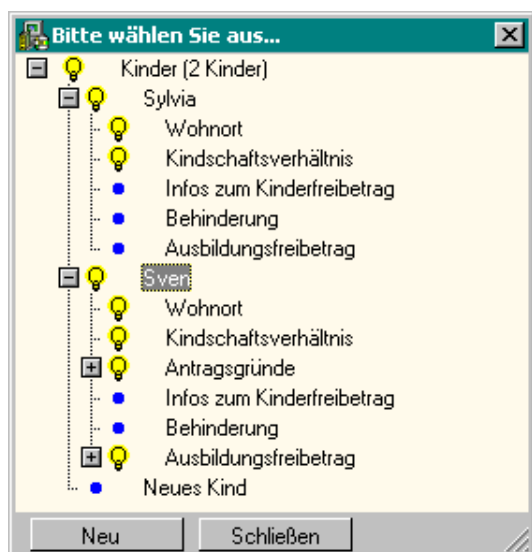 Bitte wählen Sie aus...
Kinder (2 Kinder)
Sylvia
Wohnort
Kindschaftsverhältnis
Infos zum Kinderfreibetrag
Behinderung
Ausbildungsfreibetrag
Sven
Wohnort
Kindschaftsverhältnis
Antragsgründe
Infos zum Kinderfreibetrag
Behinderung
Ausbildungsfreibetrag
Neues Kind
Neu Schließen